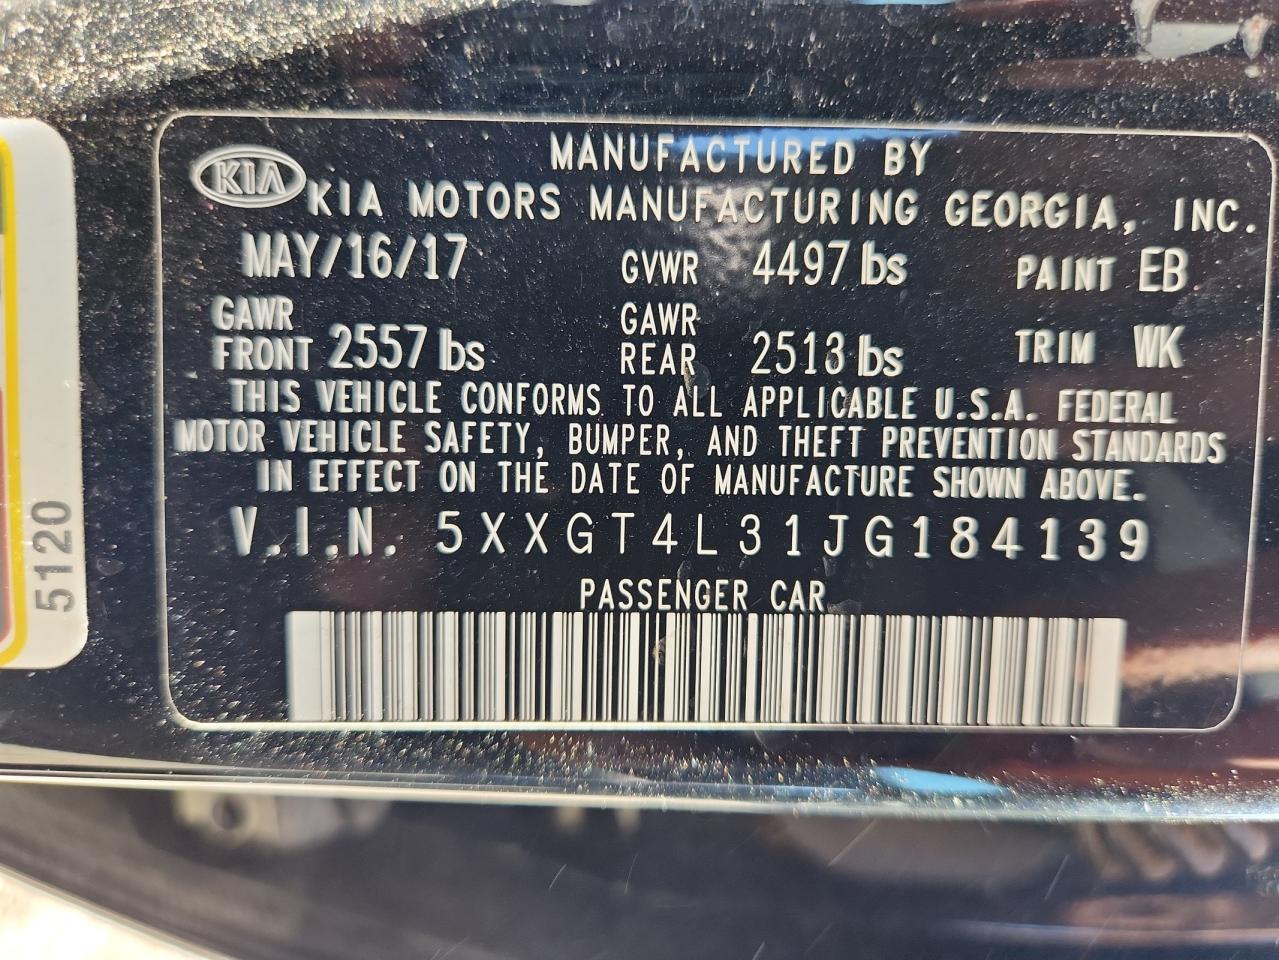 MANUFACTURED BY
KIA KIA MOTORS MANUFACTURING GEORGIA, INC.
MAY/16/17 GVWR 4497 lbs PAINT EB
GAWR FRONT 2557 lbs GAWR REAR 2513 lbs TRIM WK
THIS VEHICLE CONFORMS TO ALL APPLICABLE U.S.A. FEDERAL
MOTOR VEHICLE SAFETY, BUMPER, AND THEFT PREVENTION STANDARDS
IN EFFECT ON THE DATE OF MANUFACTURE SHOWN ABOVE.
V.I.N. 5XXGT4L31JG184139
PASSENGER CAR
5120